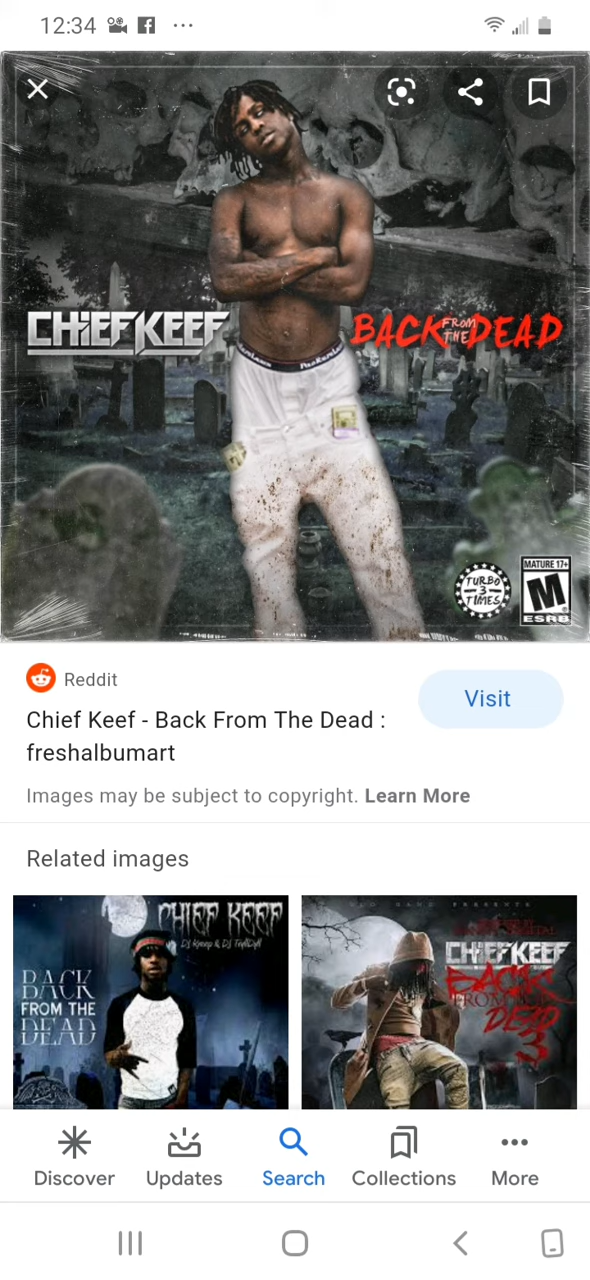 12:34
CHIEF KEEF
BACK FROM THE DEAD
TURBO
3
TIMES
MATURE 17+
M
ESRB
Reddit
Visit
Chief Keef - Back From The Dead :
freshalbumart
Images may be subject to copyright. Learn More
Related images
CHIEF KEEF
BACK
FROM THE
DEAD
CHIEF KEEF
BACK
FROM THE
DEAD
3
Discover
Updates
Search
Collections
More